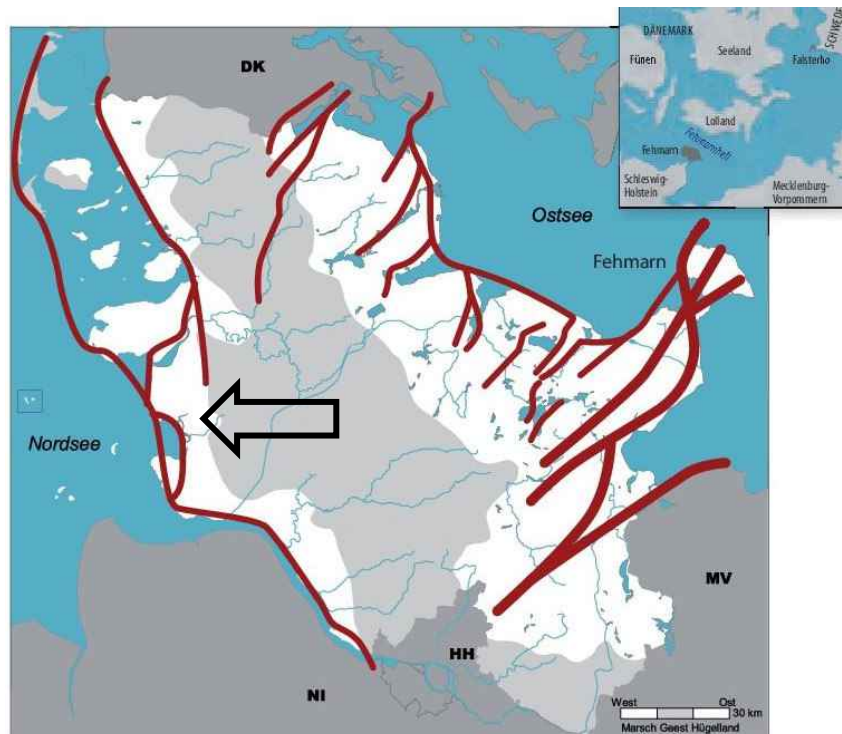 DK
DÄNEMARK
SCHWEDE
Fünen
Seeland
Falsterbo
Lolland
Fehmarn
Fehmarnbelt
Schleswig-
Holstein
Mecklenburg-
Vorpommern
Ostsee
Fehmarn
Nordsee
MV
HH
NI
West
Ost
30 km
Marsch Geest Hügelland